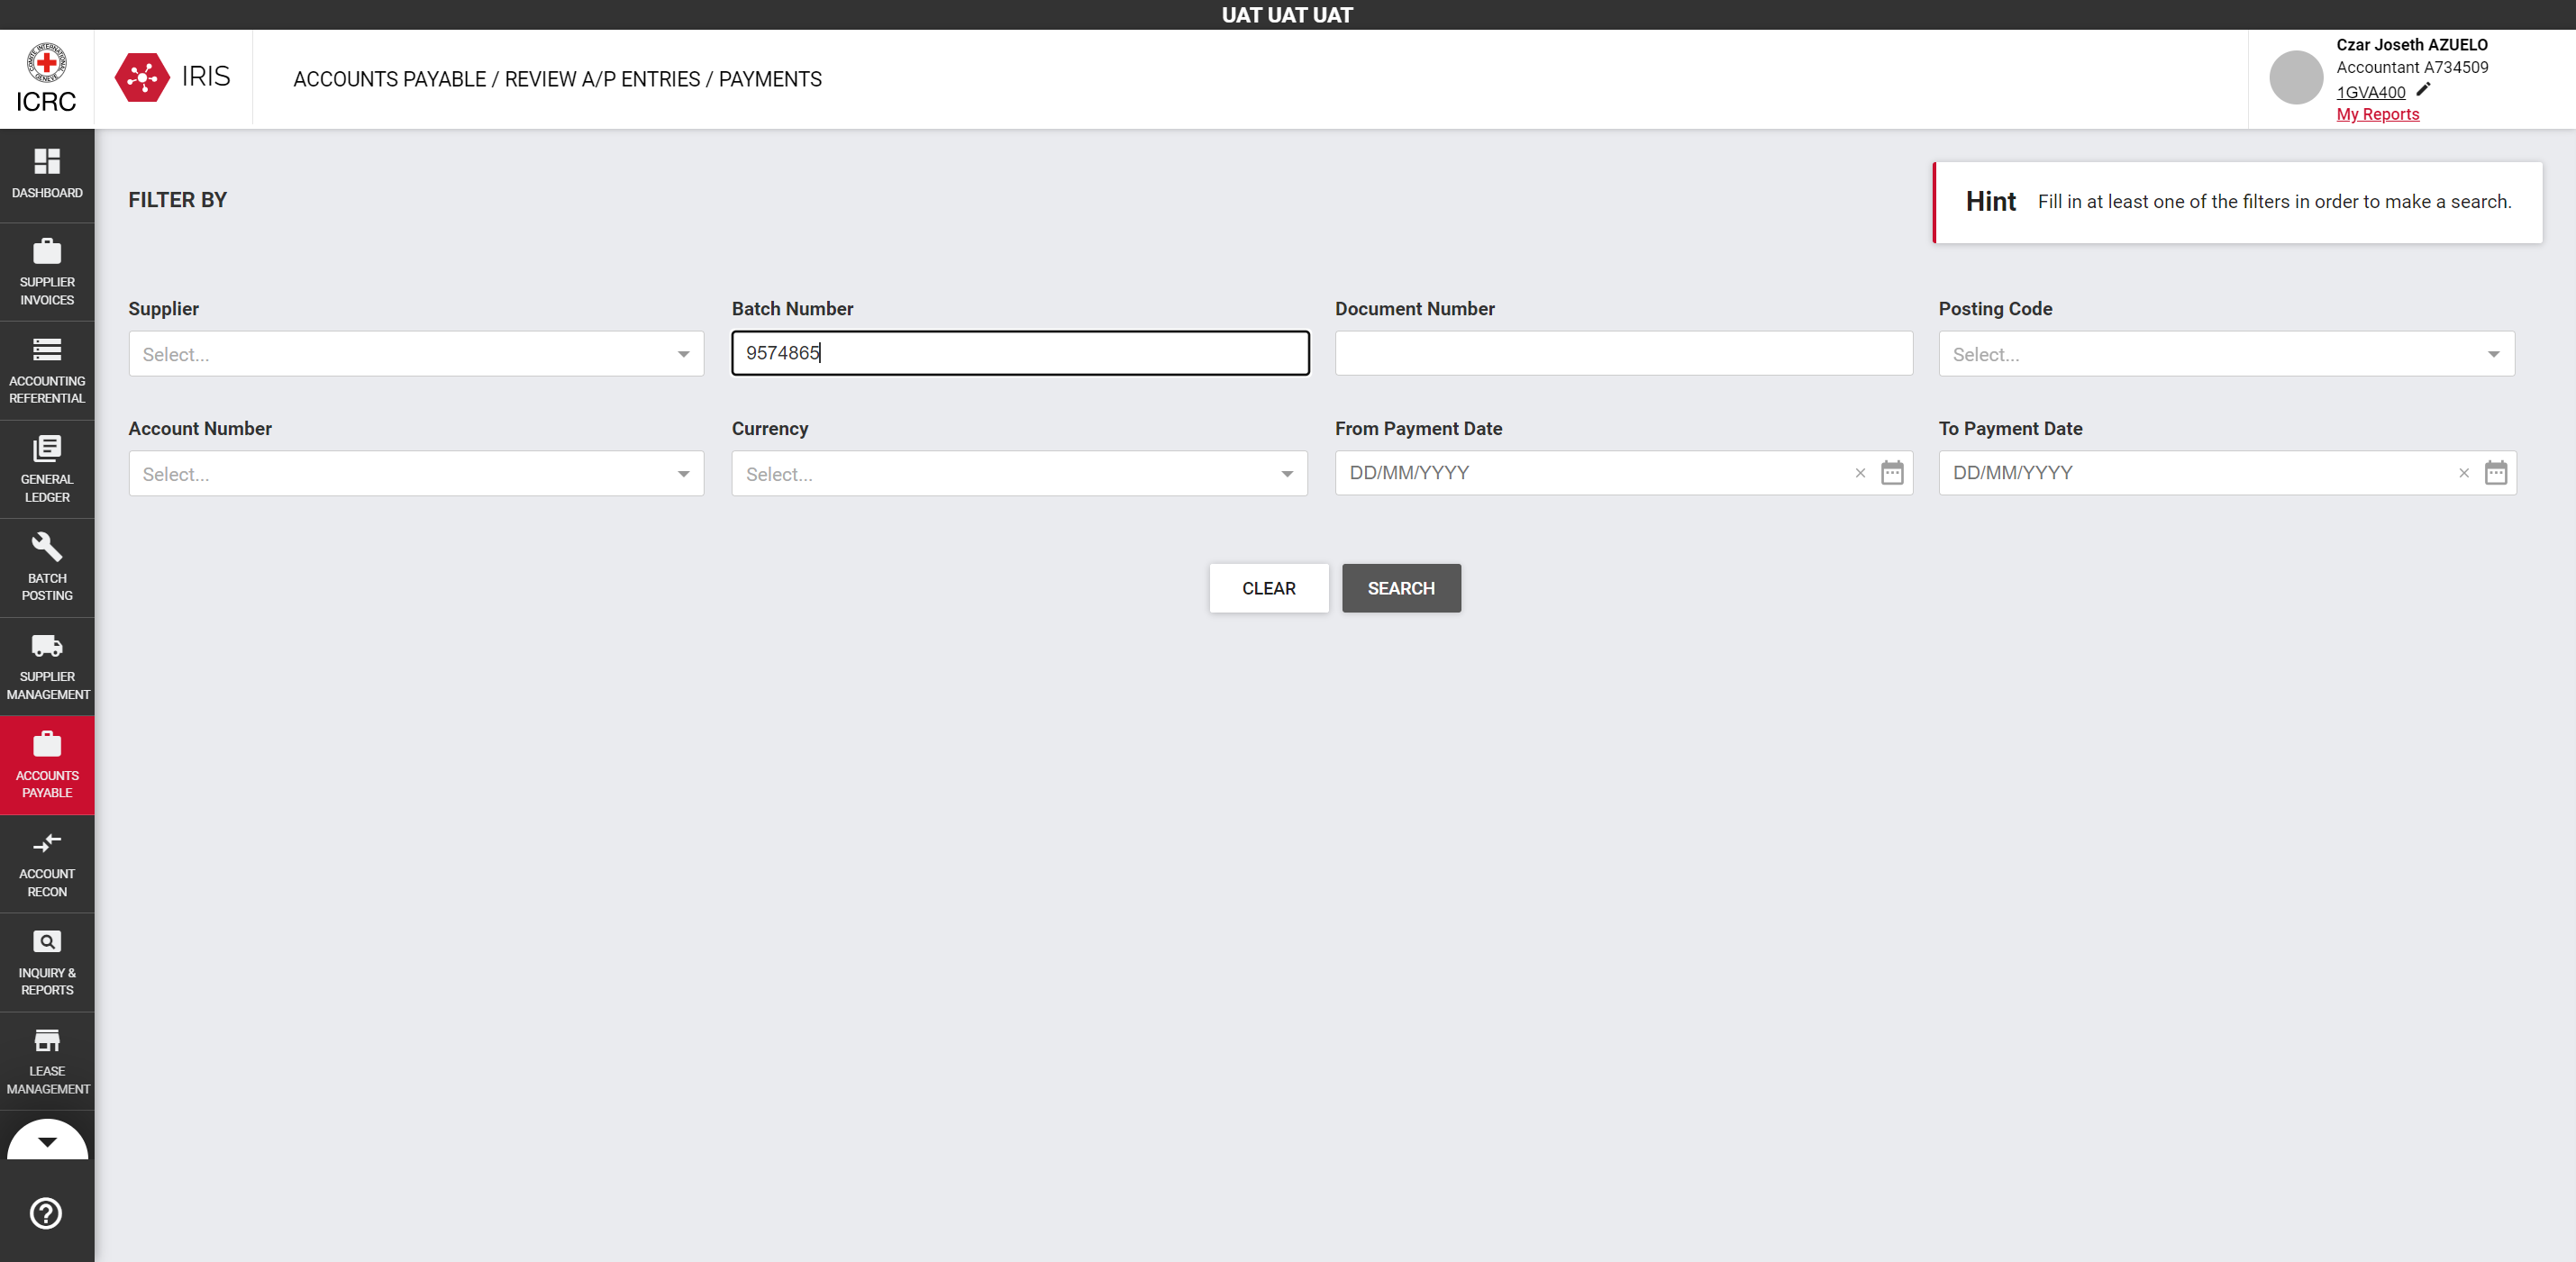 UAT UAT UAT
COMITE INTERNATIONAL GENEVE
ICRC
IRIS
ACCOUNTS PAYABLE / REVIEW A/P ENTRIES / PAYMENTS
Czar Joseth AZUELO
Accountant A734509
1GVA400
My Reports
DASHBOARD
SUPPLIER
INVOICES
ACCOUNTING
REFERENTIAL
GENERAL
LEDGER
BATCH
POSTING
SUPPLIER
MANAGEMENT
ACCOUNTS
PAYABLE
ACCOUNT
RECON
INQUIRY &
REPORTS
LEASE
MANAGEMENT
FILTER BY
Hint Fill in at least one of the filters in order to make a search.
Supplier Batch Number Document Number Posting Code
Select... 9574865 Select...
Account Number Currency From Payment Date To Payment Date
Select... Select... DD/MM/YYYY DD/MM/YYYY
CLEAR SEARCH